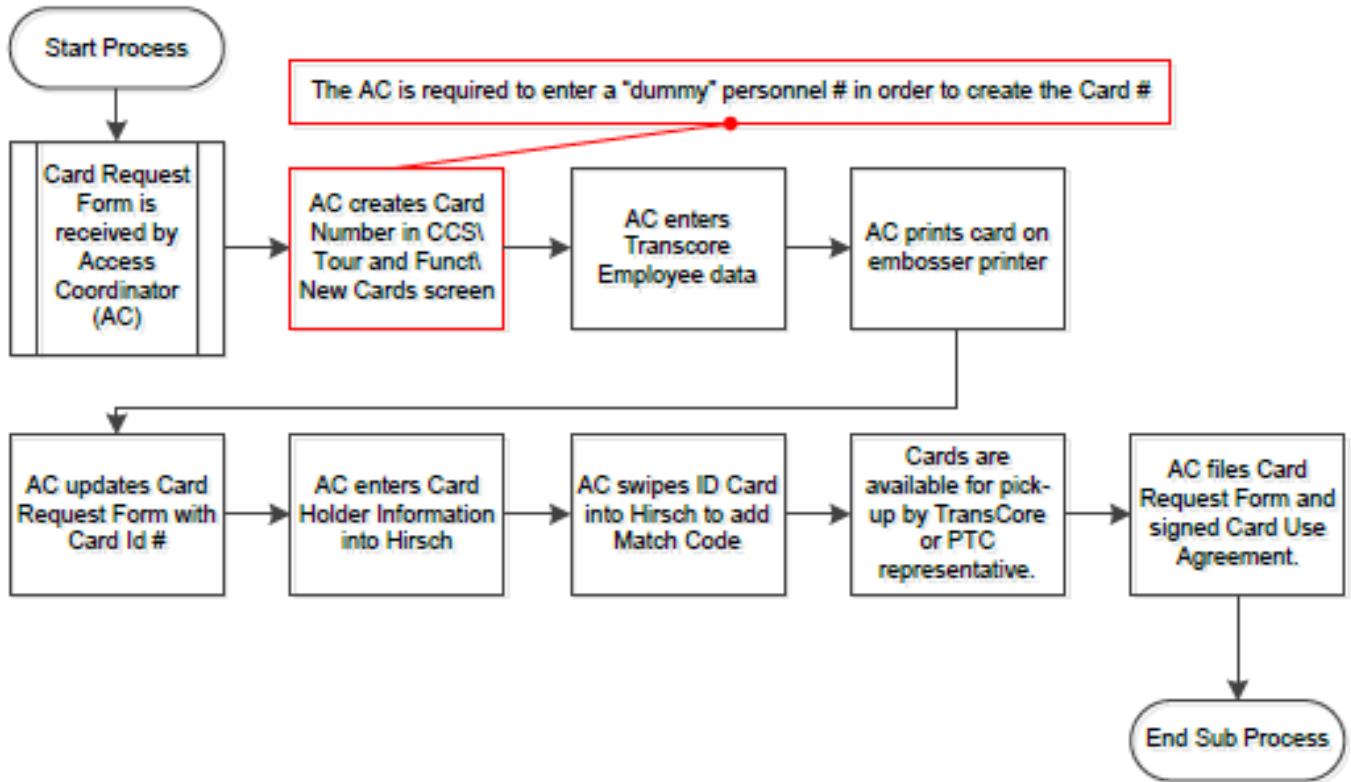 Start Process
The AC is required to enter a "dummy" personnel # in order to create the Card #
Card Request
Form is
received by
Access
Coordinator
(AC)
AC creates Card
Number in CCS\
Tour and Funct\
New Cards screen
AC enters
Transcore
Employee data
AC prints card on
embosser printer
AC updates Card
Request Form with
Card Id #
AC enters Card
Holder Information
into Hirsch
AC swipes ID Card
into Hirsch to add
Match Code
Cards are
available for pick-
up by TransCore
or PTC
representative.
AC files Card
Request Form and
signed Card Use
Agreement.
End Sub Process